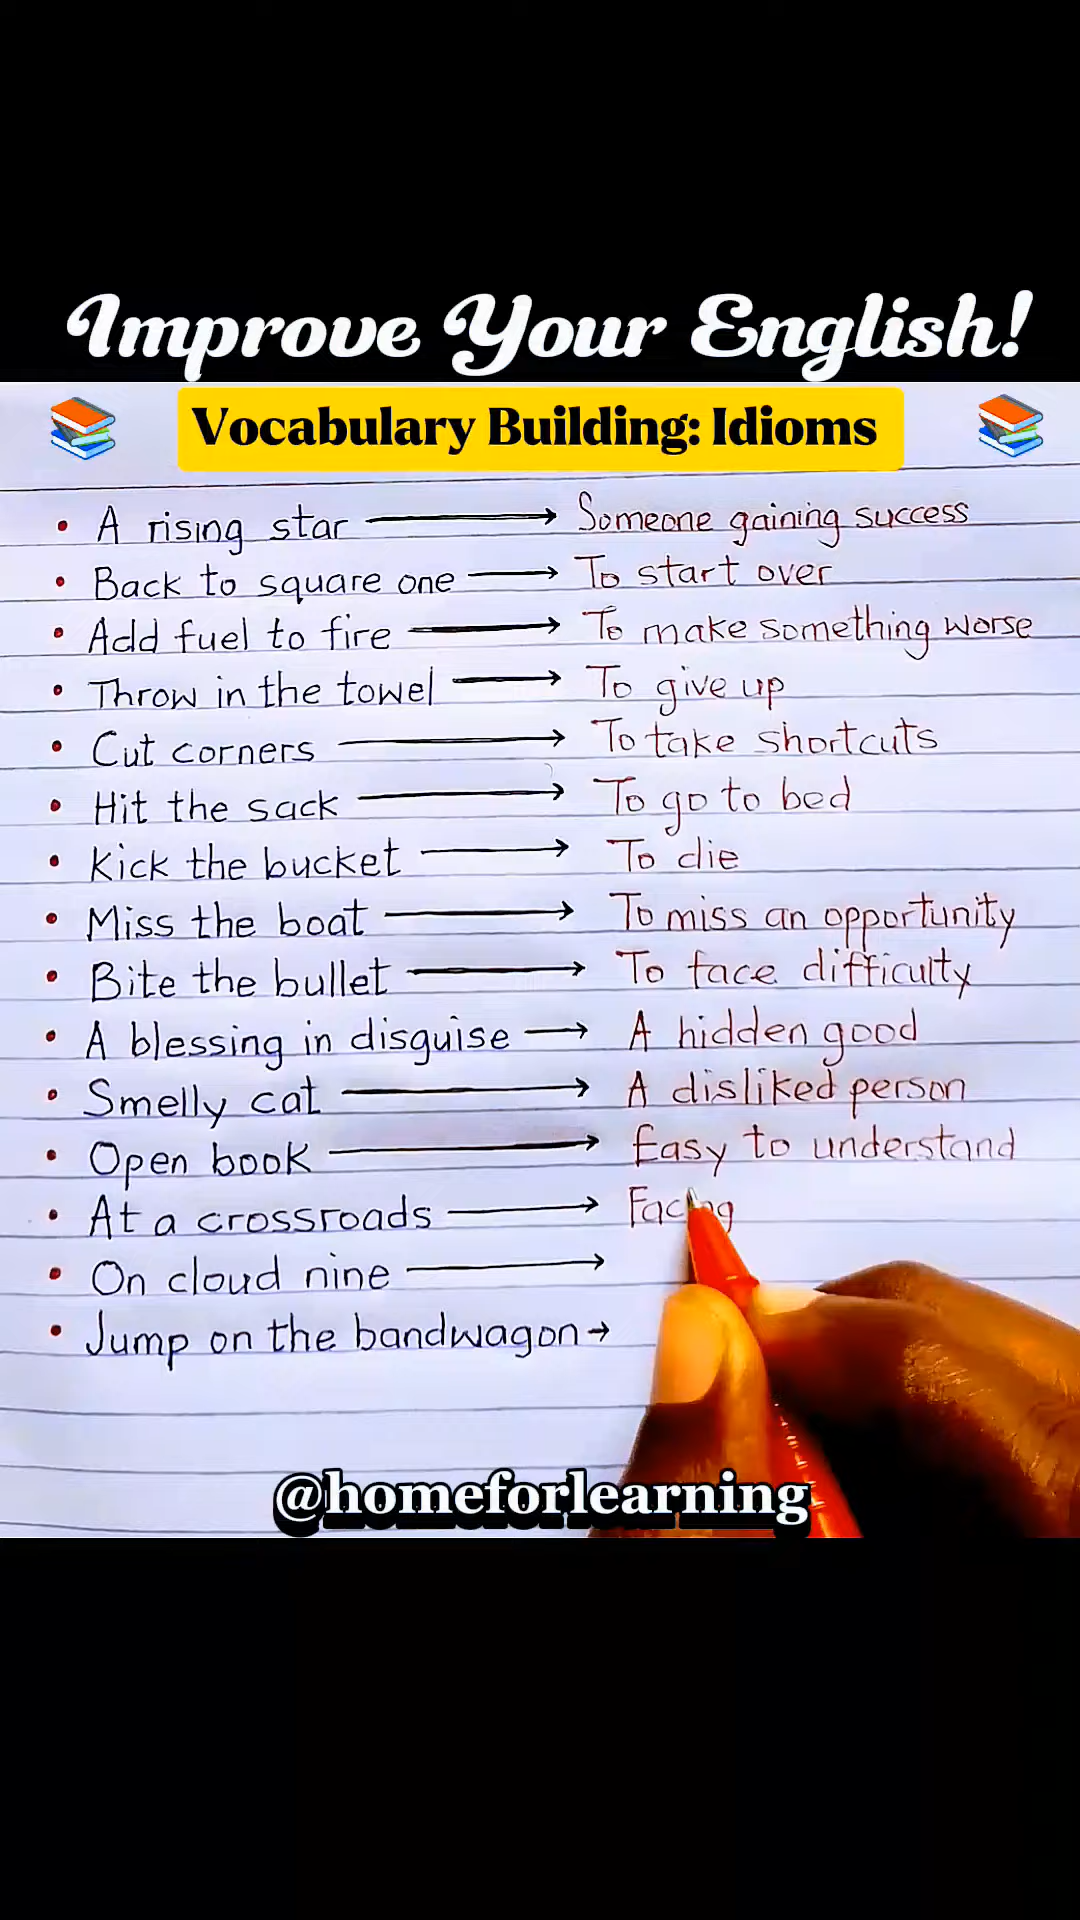 Improve Your English!
Vocabulary Building: Idioms
• A rising star → Someone gaining success
• Back to square one → To start over
• Add fuel to fire → To make something worse
• Throw in the towel → To give up
• Cut corners → To take shortcuts
• Hit the sack → To go to bed
• Kick the bucket → To die
• Miss the boat → To miss an opportunity
• Bite the bullet → To face difficulty
• A blessing in disguise → A hidden good
• Smelly cat → A disliked person
• Open book → Easy to understand
• At a crossroads → Facing
• On cloud nine →
• Jump on the bandwagon →
@homeforlearning